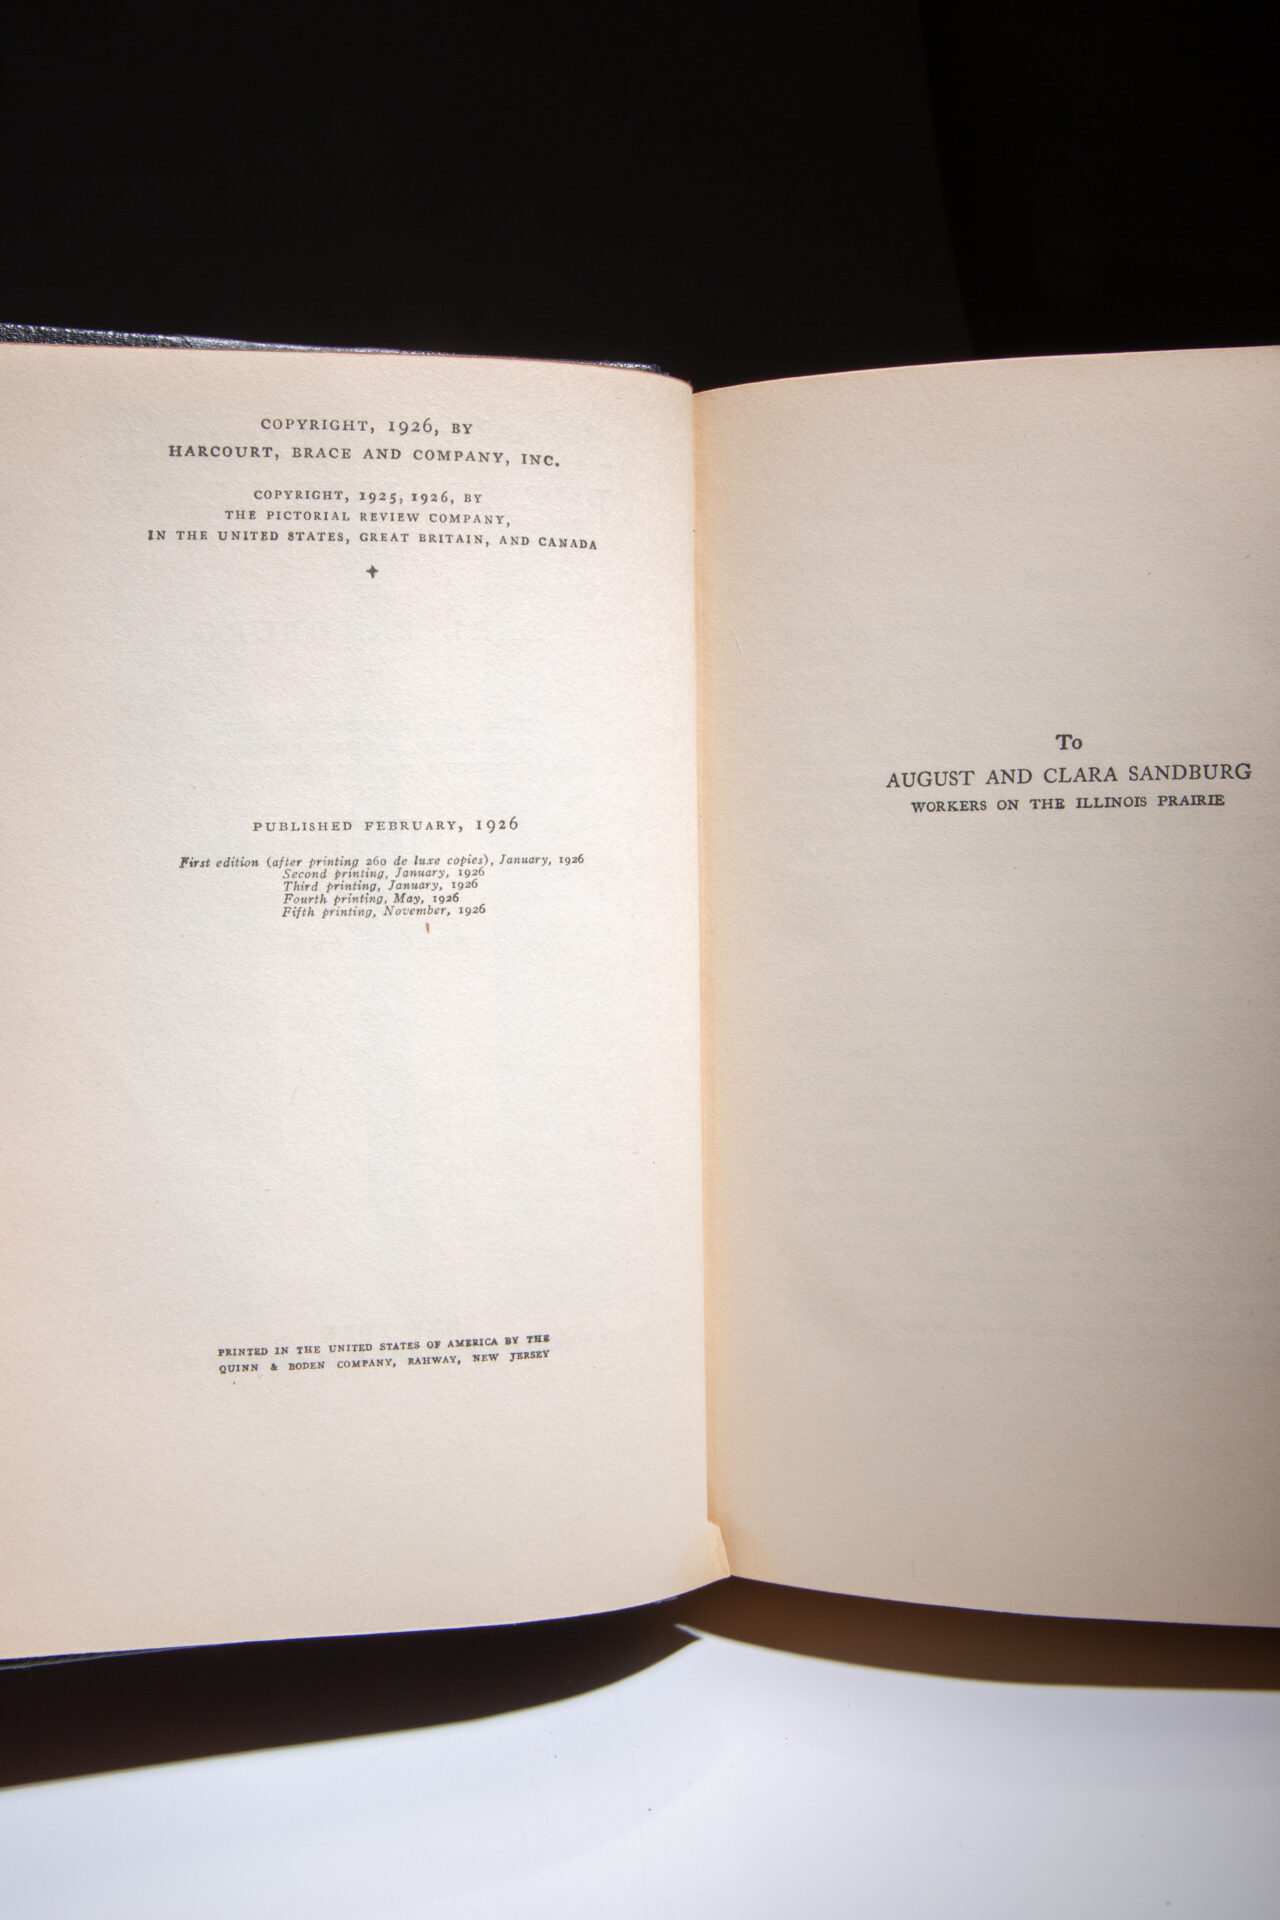 COPYRIGHT, 1926, BY
HARCOURT, BRACE AND COMPANY, INC.
COPYRIGHT, 1925, 1926, BY
THE PICTORIAL REVIEW COMPANY,
IN THE UNITED STATES, GREAT BRITAIN, AND CANADA
PUBLISHED FEBRUARY, 1926
First edition (after printing 260 de luxe copies), January, 1926
Second printing, January, 1926
Third printing, January, 1926
Fourth printing, May, 1926
Fifth printing, November, 1926
PRINTED IN THE UNITED STATES OF AMERICA BY THE
QUINN & BODEN COMPANY, RAHWAY, NEW JERSEY
To
AUGUST AND CLARA SANDBURG
WORKERS ON THE ILLINOIS PRAIRIE